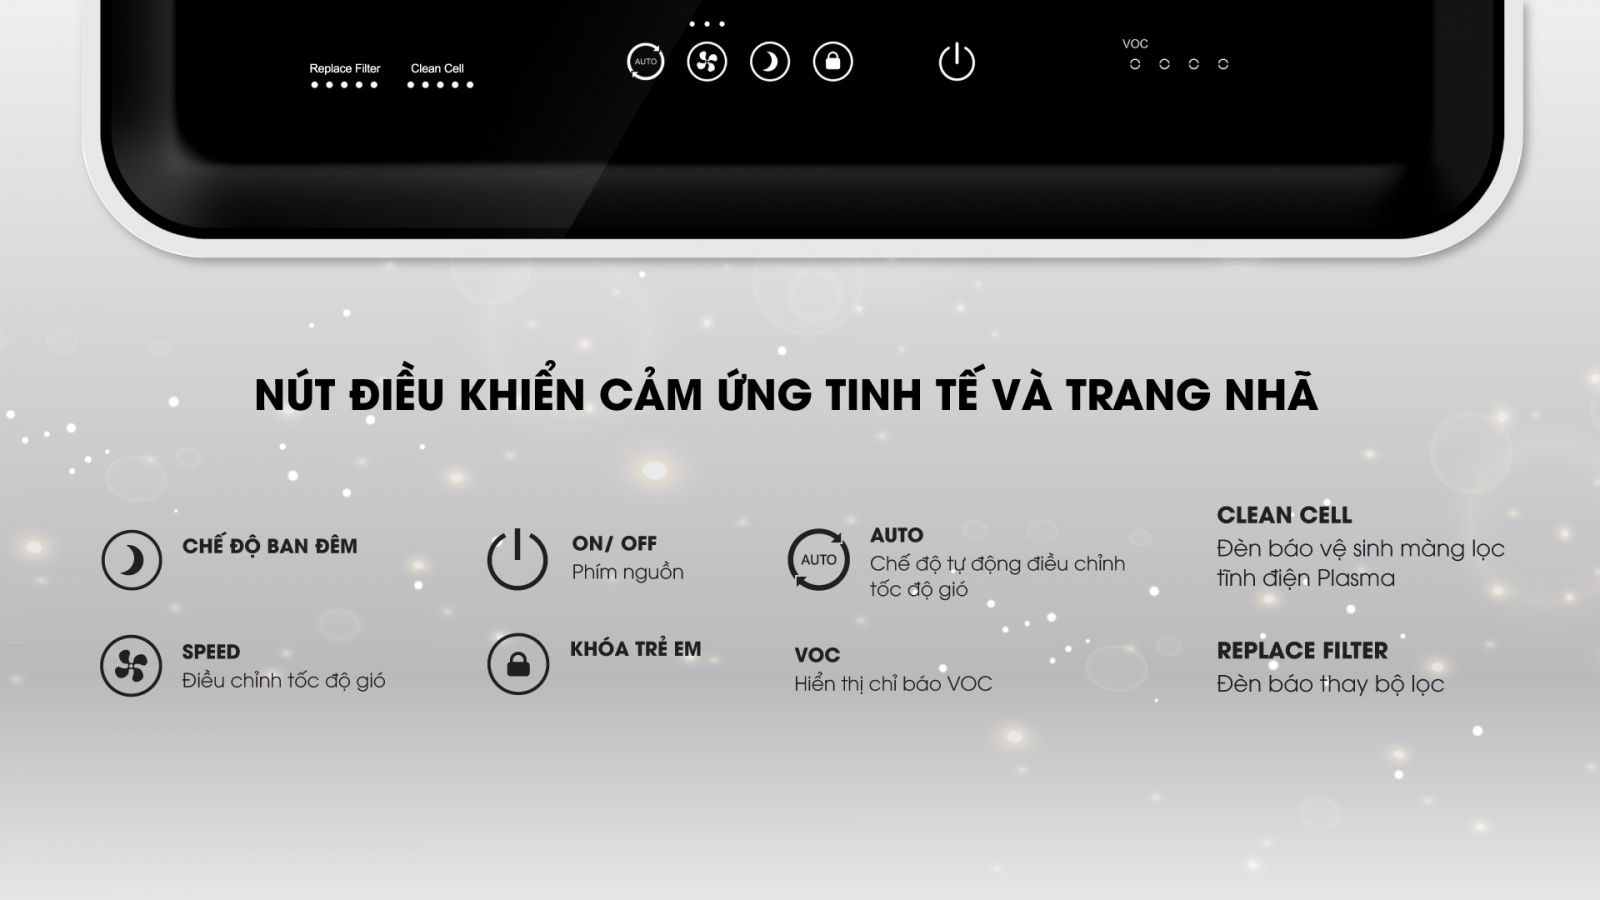 Replace Filter
Clean Cell
AUTO
VOC
NÚT ĐIỀU KHIỂN CẢM ỨNG TINH TẾ VÀ TRANG NHÃ
CHẾ ĐỘ BAN ĐÊM
SPEED
Điều chỉnh tốc độ gió
ON/ OFF
Phím nguồn
KHÓA TRẺ EM
AUTO
AUTO
Chế độ tự động điều chỉnh
tốc độ gió
VOC
Hiển thị chỉ báo VOC
CLEAN CELL
Đèn báo vệ sinh màng lọc
tĩnh điện Plasma
REPLACE FILTER
Đèn báo thay bộ lọc